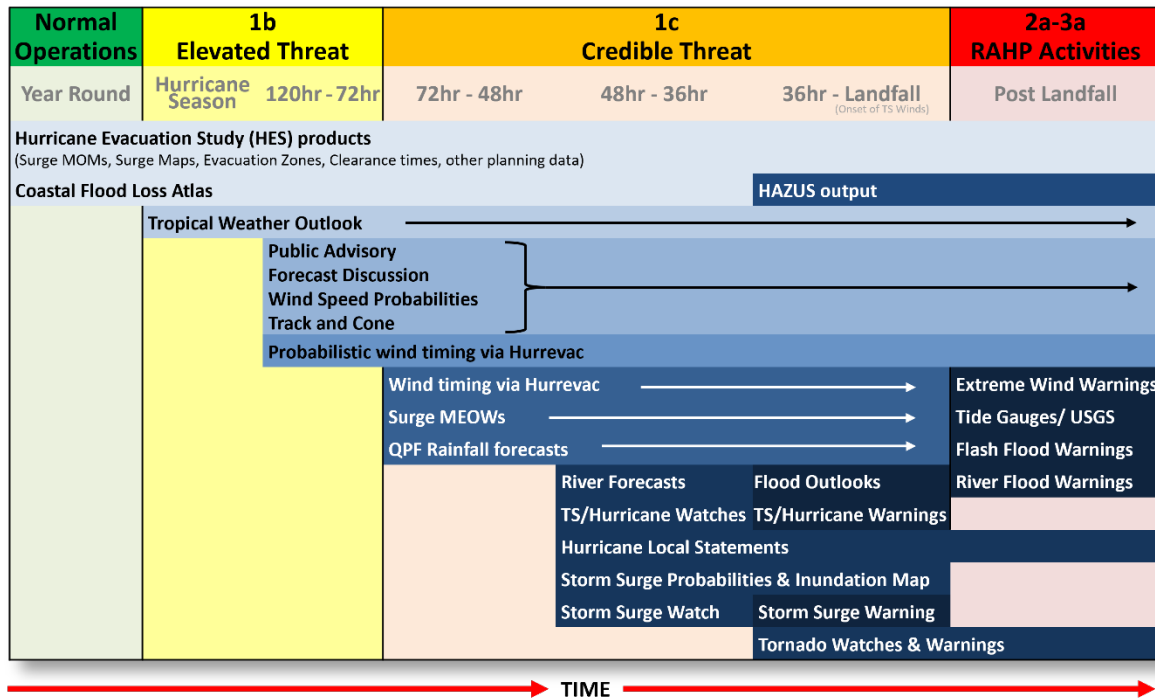 Normal Operations
1b
Elevated Threat
1c
Credible Threat
2a-3a
RAHP Activities
Year Round
Hurricane Season
120hr - 72hr
72hr - 48hr
48hr - 36hr
36hr - Landfall
(Onset of TS Winds)
Post Landfall
Hurricane Evacuation Study (HES) products
(Surge MOMs, Surge Maps, Evacuation Zones, Clearance times, other planning data)
Coastal Flood Loss Atlas
HAZUS output
Tropical Weather Outlook
Public Advisory
Forecast Discussion
Wind Speed Probabilities
Track and Cone
Probabilistic wind timing via Hurrevac
Wind timing via Hurrevac
Extreme Wind Warnings
Surge MEOWs
Tide Gauges/ USGS
QPF Rainfall forecasts
Flash Flood Warnings
River Forecasts
Flood Outlooks
River Flood Warnings
TS/Hurricane Watches
TS/Hurricane Warnings
Hurricane Local Statements
Storm Surge Probabilities & Inundation Map
Storm Surge Watch
Storm Surge Warning
Tornado Watches & Warnings
TIME